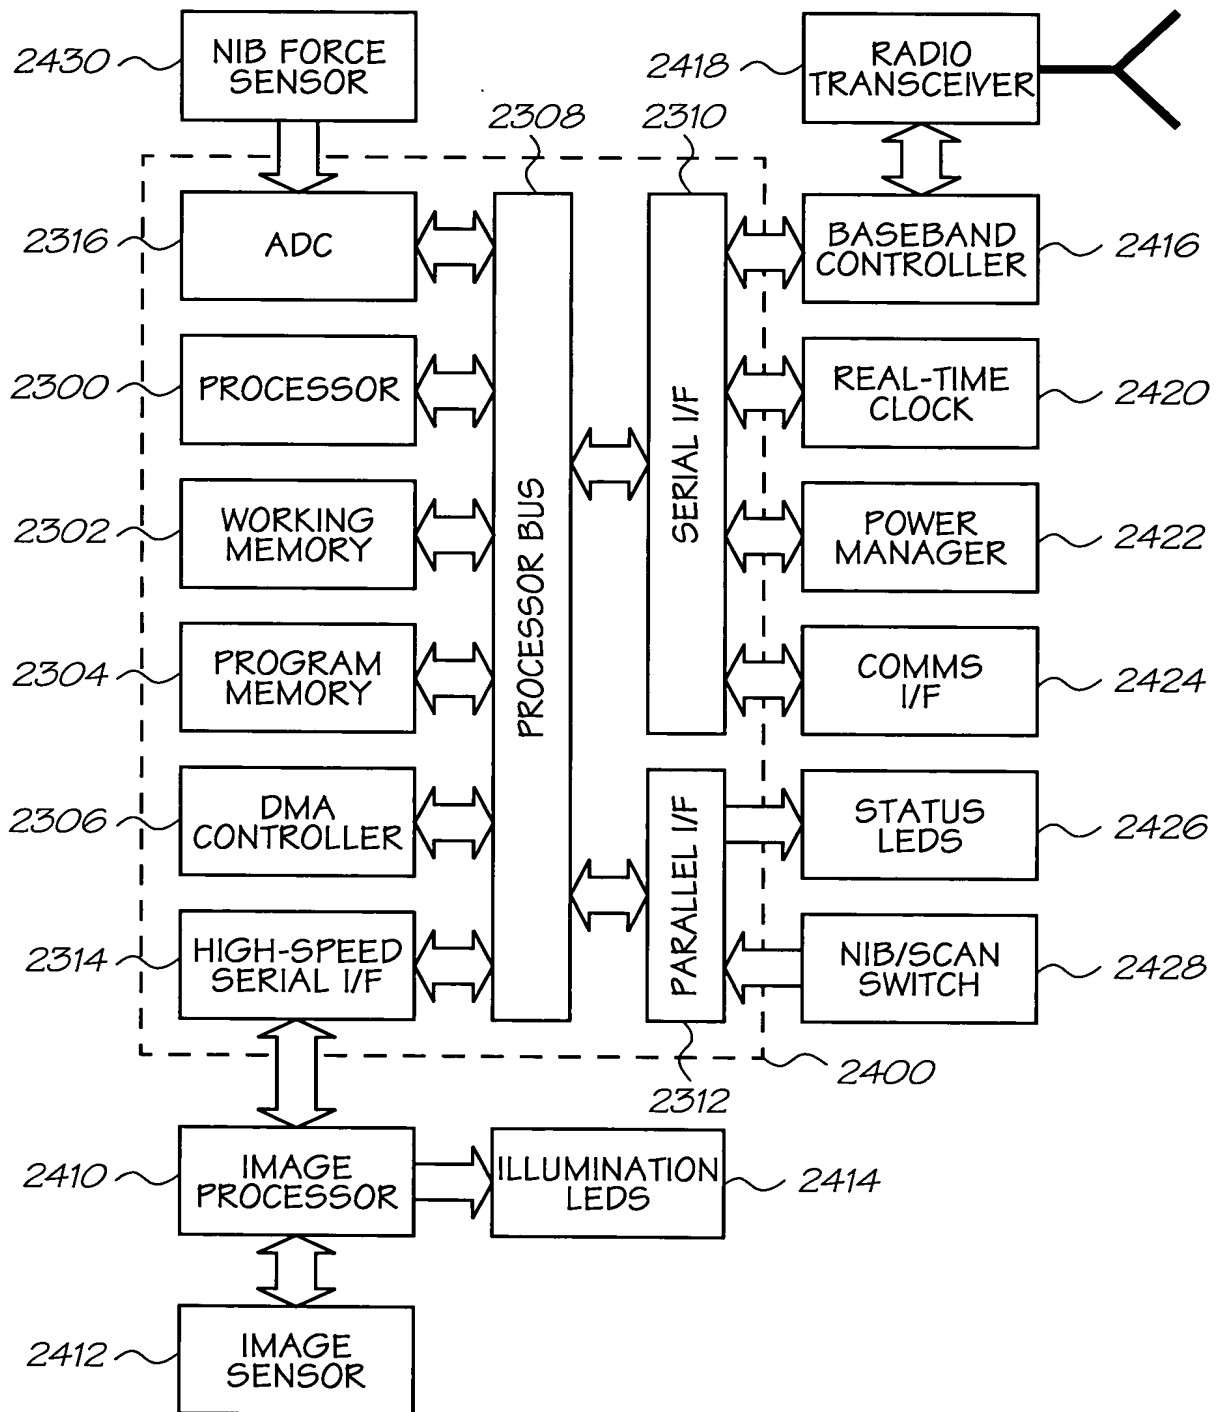 2430
NIB FORCE
SENSOR
2418
RADIO
TRANSCEIVER
2308
2310
2316
ADC
BASEBAND
CONTROLLER
2416
2300
PROCESSOR
REAL-TIME
CLOCK
2420
PROCESSOR BUS
SERIAL I/F
2302
WORKING
MEMORY
POWER
MANAGER
2422
2304
PROGRAM
MEMORY
COMMS
I/F
2424
2306
DMA
CONTROLLER
PARALLEL I/F
STATUS
LEDS
2426
2314
HIGH-SPEED
SERIAL I/F
NIB/SCAN
SWITCH
2428
2400
2312
2410
IMAGE
PROCESSOR
ILLUMINATION
LEDS
2414
2412
IMAGE
SENSOR